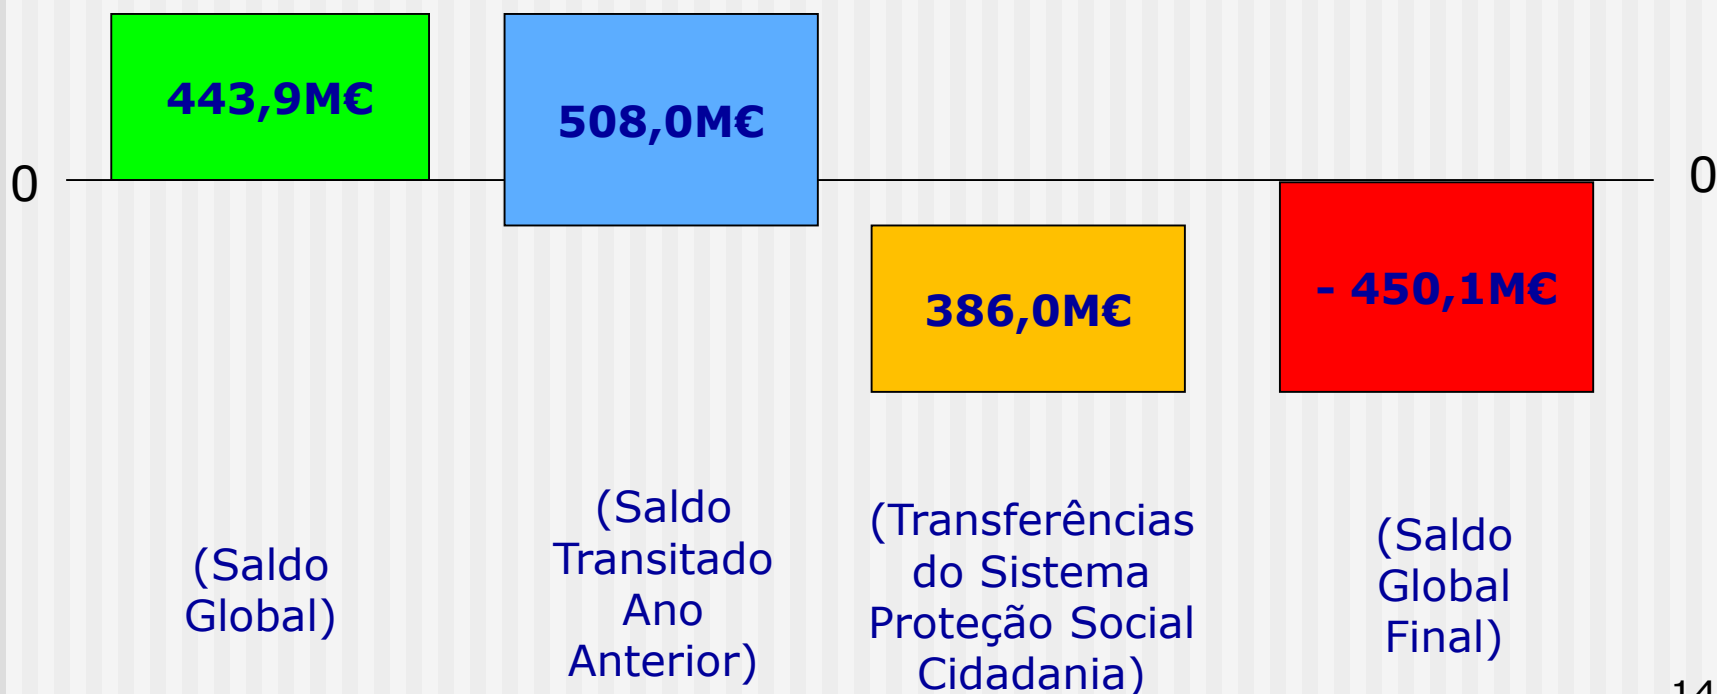 443,9M€
508,0M€
0
0
386,0M€
- 450,1M€
(Saldo
Global)
(Saldo
Transitado
Ano
Anterior)
(Transferências
do Sistema
Proteção Social
Cidadania)
(Saldo
Global
Final)
14